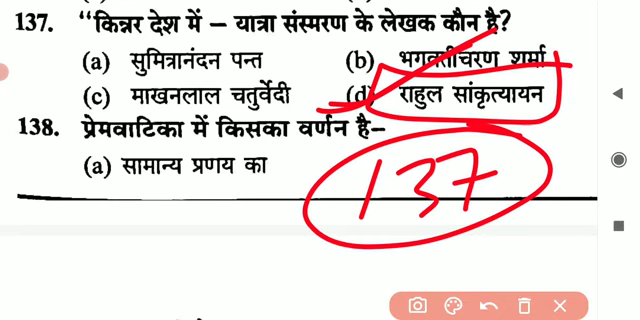 137. "किन्नर देश में – यात्रा संस्मरण के लेखक कौन है?
(a) सुमित्रानंदन पन्त (b) भगवतीचरण शर्मा
(c) माखनलाल चतुर्वेदी (d) राहुल सांकृत्यायन
138. प्रेमवाटिका में किसका वर्णन है–
(a) सामान्य प्रणय का
137